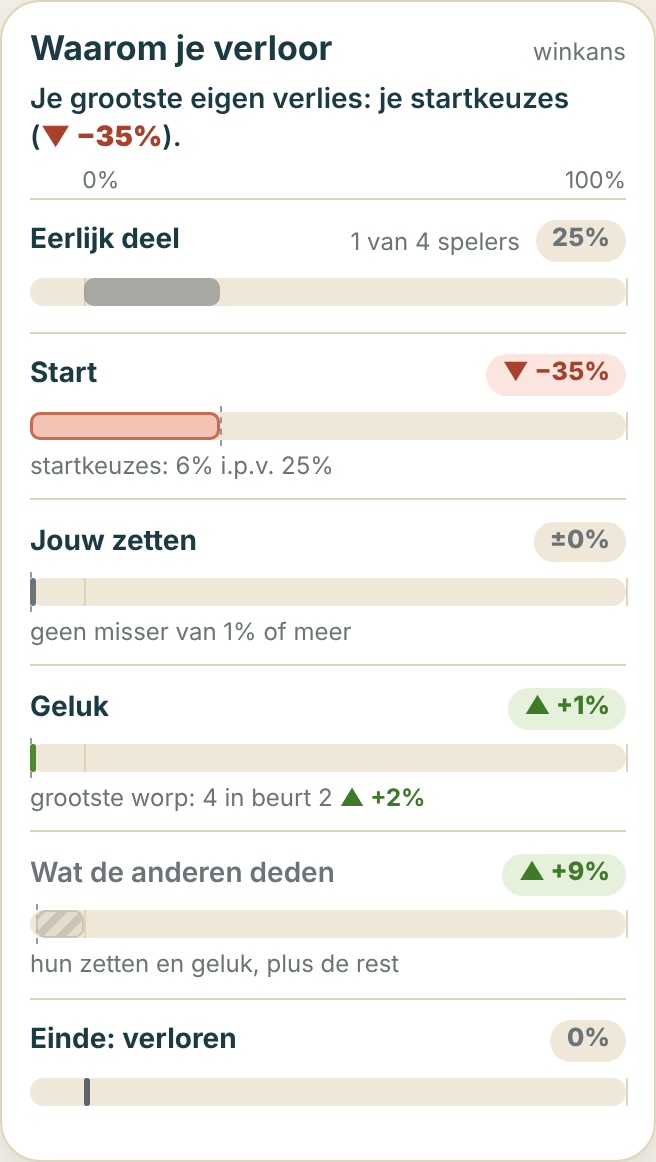 Waarom je verloor
winkans
Je grootste eigen verlies: je startkeuzes
(▼ −35%).
0%
100%
Eerlijk deel
1 van 4 spelers
25%
Start
▼ −35%
startkeuzes: 6% i.p.v. 25%
Jouw zetten
±0%
geen misser van 1% of meer
Geluk
▲ +1%
grootste worp: 4 in beurt 2 ▲ +2%
Wat de anderen deden
▲ +9%
hun zetten en geluk, plus de rest
Einde: verloren
0%